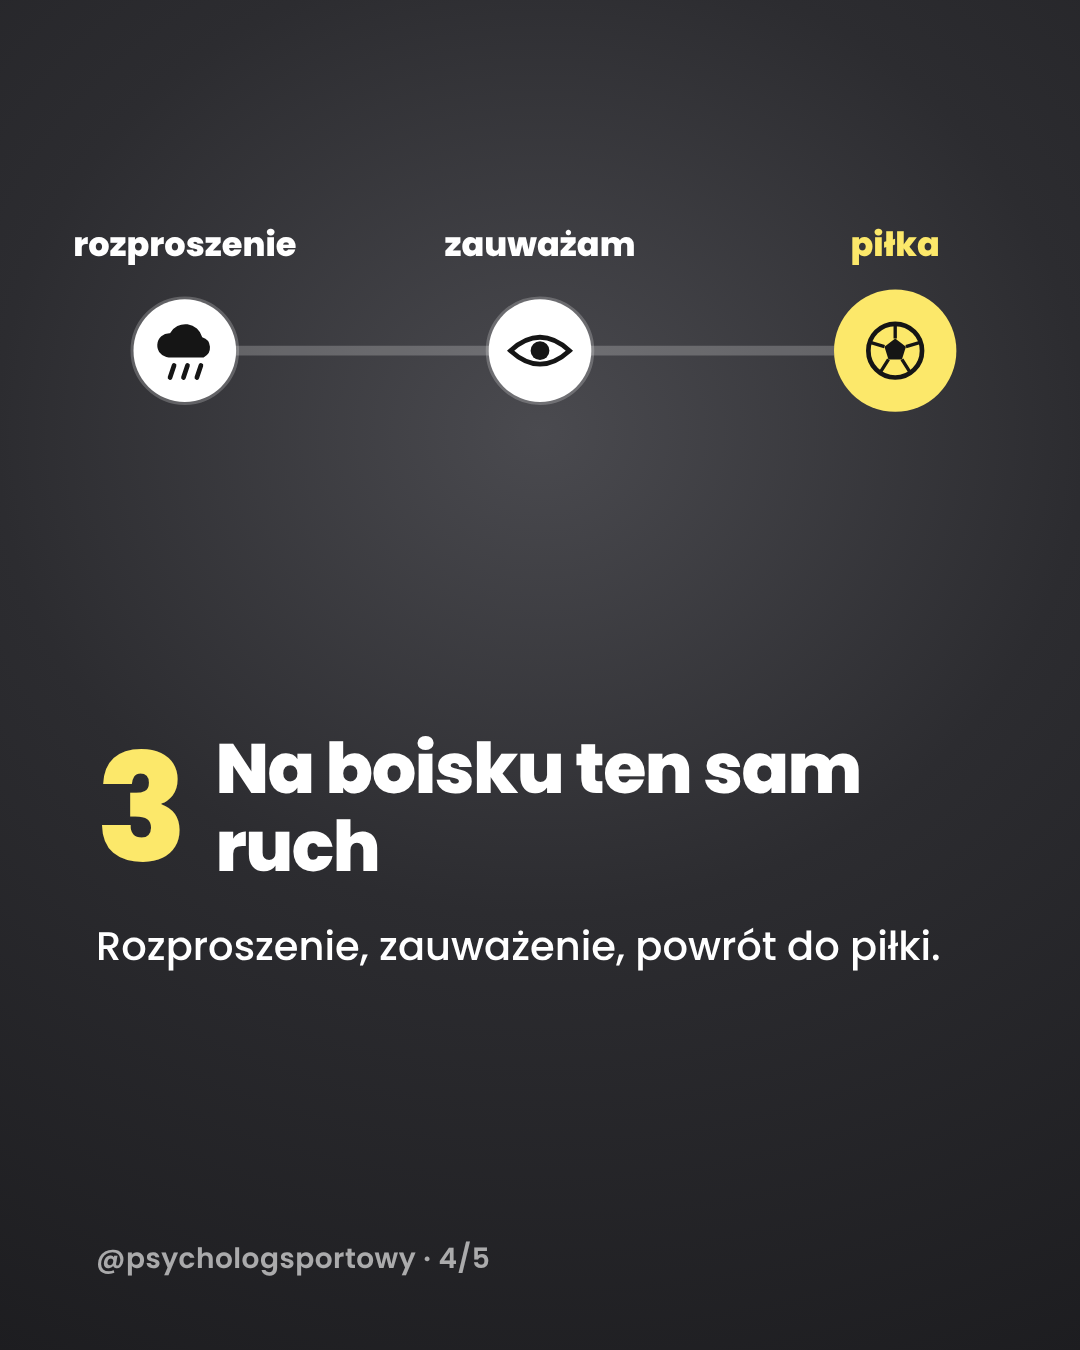 rozproszenie zauważam piłka
3 Na boisku ten sam
ruch
Rozproszenie, zauważenie, powrót do piłki.
@psychologsportowy · 4/5